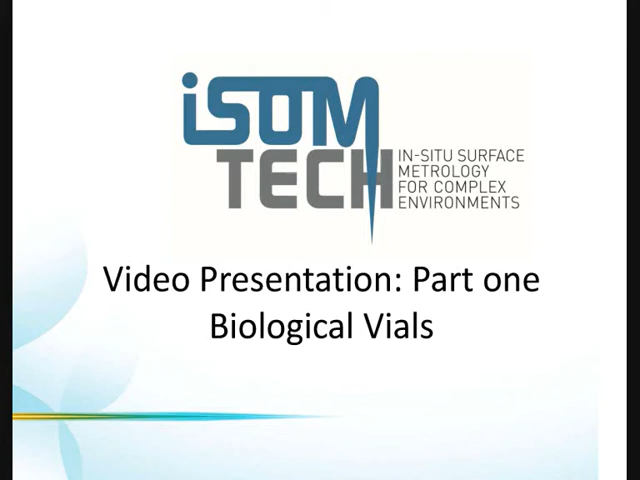 iSOM
TECH
IN-SITU SURFACE
METROLOGY
FOR COMPLEX
ENVIRONMENTS
Video Presentation: Part one
Biological Vials